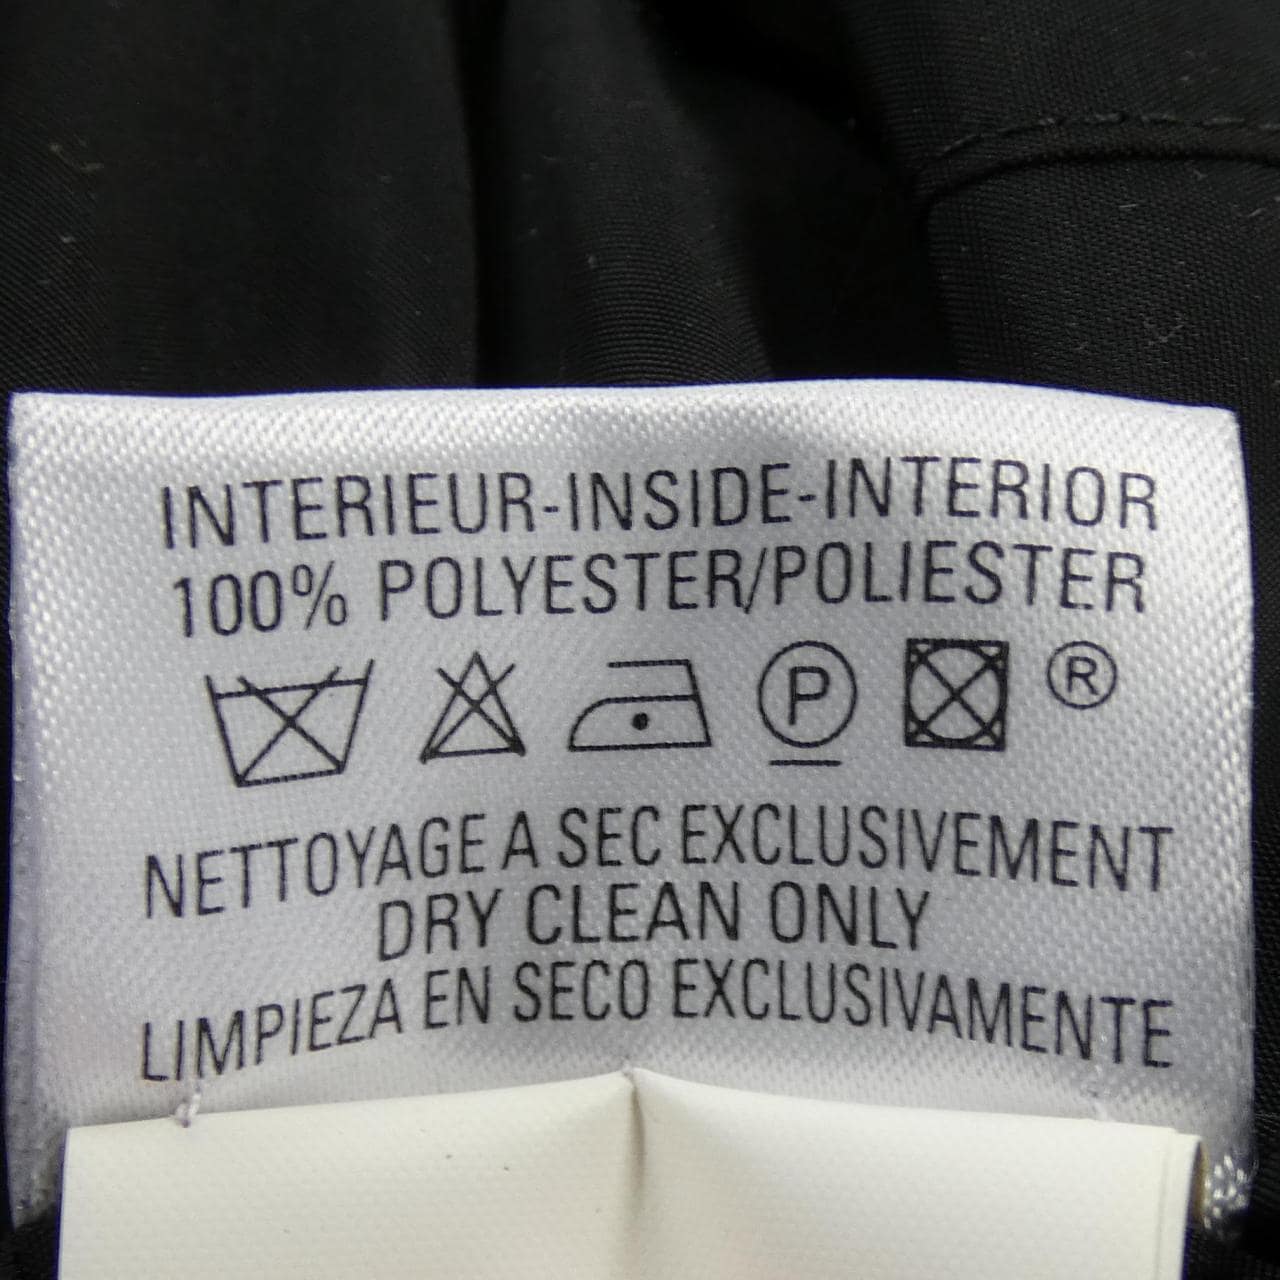 INTERIEUR-INSIDE-INTERIOR
100% POLYESTER/POLIESTER
P ®
NETTOYAGE A SEC EXCLUSIVEMENT
DRY CLEAN ONLY
LIMPIEZA EN SECO EXCLUSIVAMENTE